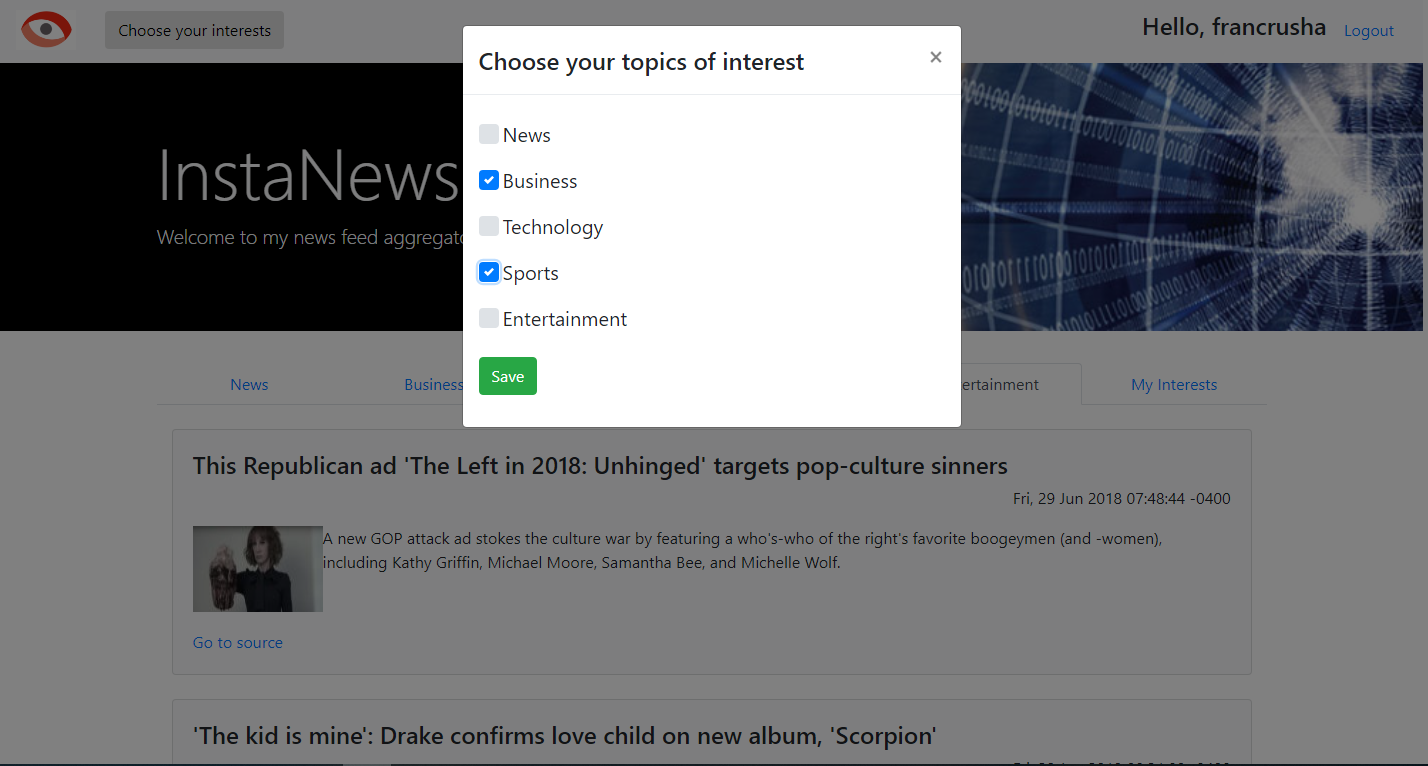 Choose your interests
Hello, francrusha
Logout
Choose your topics of interest
×
News
Business
Technology
Sports
Entertainment
Save
InstaNews
Welcome to my news feed
News
Business
My Interests
This Republican ad 'The Left in 2018: Unhinged' targets pop-culture sinners
Fri, 29 Jun 2018 07:48:44 -0400
A new GOP attack ad stokes the culture war by featuring a who's-who of the right's favorite boogeymen (and -women),
including Kathy Griffin, Michael Moore, Samantha Bee, and Michelle Wolf.
Go to source
'The kid is mine': Drake confirms love child on new album, 'Scorpion'